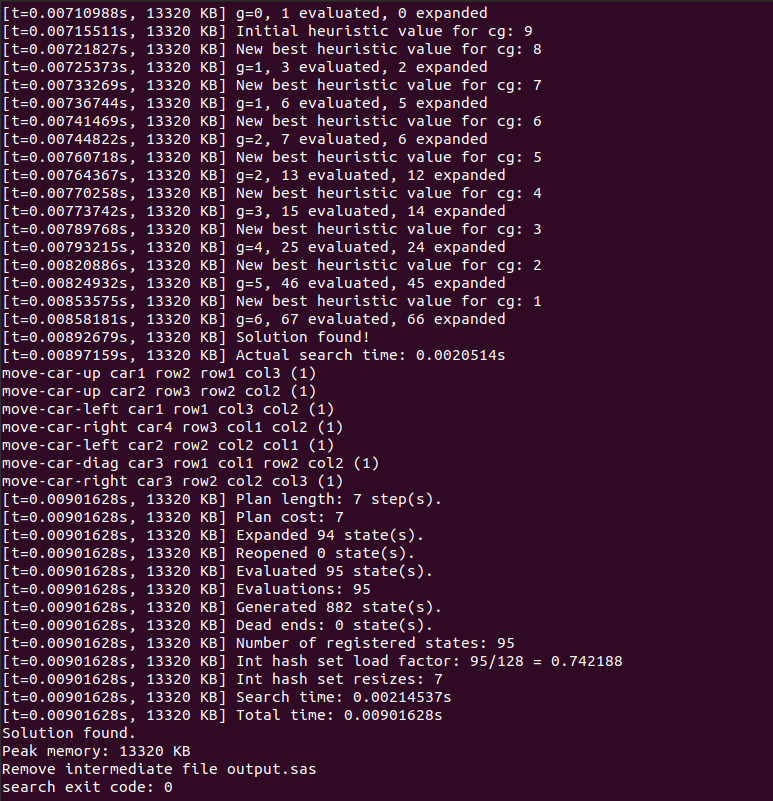 [t=0.00710988s, 13320 KB] g=0, 1 evaluated, 0 expanded
[t=0.00715511s, 13320 KB] Initial heuristic value for cg: 9
[t=0.00721827s, 13320 KB] New best heuristic value for cg: 8
[t=0.00725373s, 13320 KB] g=1, 3 evaluated, 2 expanded
[t=0.00733269s, 13320 KB] New best heuristic value for cg: 7
[t=0.00736744s, 13320 KB] g=1, 6 evaluated, 5 expanded
[t=0.00741469s, 13320 KB] New best heuristic value for cg: 6
[t=0.00744822s, 13320 KB] g=2, 7 evaluated, 6 expanded
[t=0.00760718s, 13320 KB] New best heuristic value for cg: 5
[t=0.00764367s, 13320 KB] g=2, 13 evaluated, 12 expanded
[t=0.00770258s, 13320 KB] New best heuristic value for cg: 4
[t=0.00773742s, 13320 KB] g=3, 15 evaluated, 14 expanded
[t=0.00789768s, 13320 KB] New best heuristic value for cg: 3
[t=0.00793215s, 13320 KB] g=4, 25 evaluated, 24 expanded
[t=0.00820886s, 13320 KB] New best heuristic value for cg: 2
[t=0.00824932s, 13320 KB] g=5, 46 evaluated, 45 expanded
[t=0.00853575s, 13320 KB] New best heuristic value for cg: 1
[t=0.00858181s, 13320 KB] g=6, 67 evaluated, 66 expanded
[t=0.00892679s, 13320 KB] Solution found!
[t=0.00897159s, 13320 KB] Actual search time: 0.0020514s
move-car-up car1 row2 row1 col3 (1)
move-car-up car2 row3 row2 col2 (1)
move-car-left car1 row1 col3 col2 (1)
move-car-right car4 row3 col1 col2 (1)
move-car-left car2 row2 col2 col1 (1)
move-car-diag car3 row1 col1 row2 col2 (1)
move-car-right car3 row2 col2 col3 (1)
[t=0.00901628s, 13320 KB] Plan length: 7 step(s).
[t=0.00901628s, 13320 KB] Plan cost: 7
[t=0.00901628s, 13320 KB] Expanded 94 state(s).
[t=0.00901628s, 13320 KB] Reopened 0 state(s).
[t=0.00901628s, 13320 KB] Evaluated 95 state(s).
[t=0.00901628s, 13320 KB] Evaluations: 95
[t=0.00901628s, 13320 KB] Generated 882 state(s).
[t=0.00901628s, 13320 KB] Dead ends: 0 state(s).
[t=0.00901628s, 13320 KB] Number of registered states: 95
[t=0.00901628s, 13320 KB] Int hash set load factor: 95/128 = 0.742188
[t=0.00901628s, 13320 KB] Int hash set resizes: 7
[t=0.00901628s, 13320 KB] Search time: 0.00214537s
[t=0.00901628s, 13320 KB] Total time: 0.00901628s
Solution found.
Peak memory: 13320 KB
Remove intermediate file output.sas
search exit code: 0